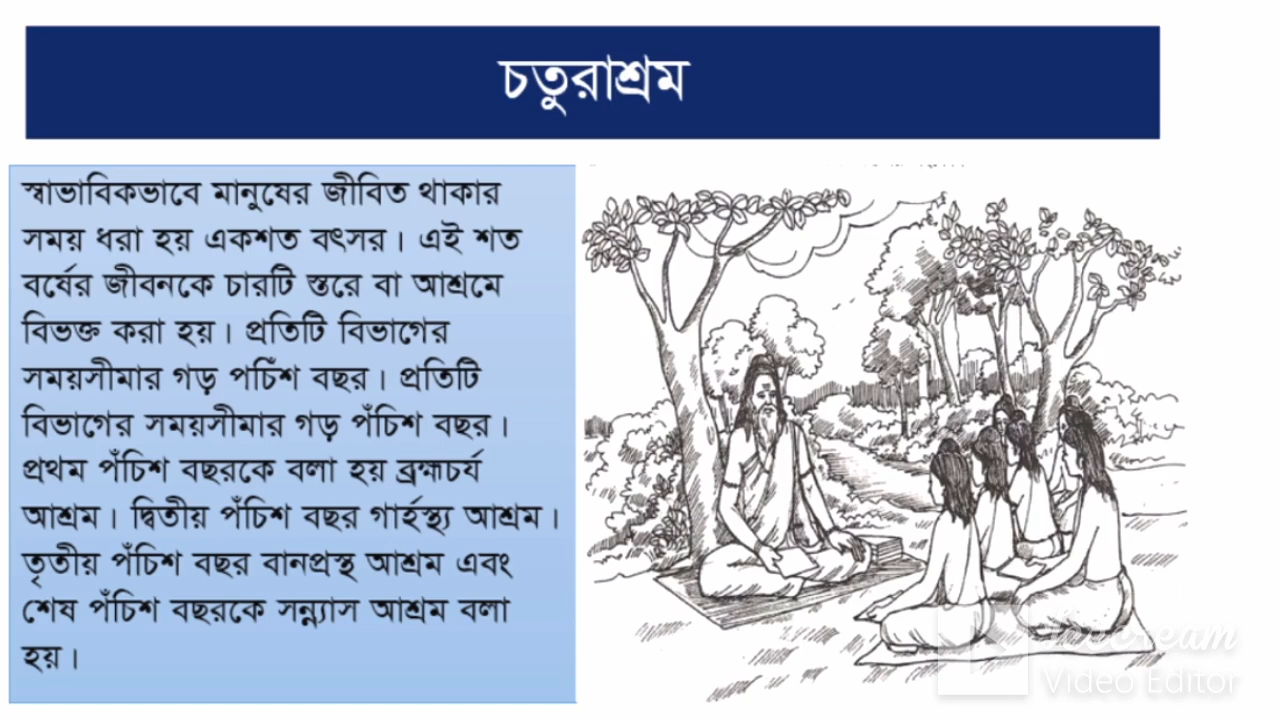 চতুরাশ্রম
স্বাভাবিকভাবে মানুষের জীবিত থাকার
সময় ধরা হয় একশত বৎসর। এই শত
বর্ষের জীবনকে চারটি স্তরে বা আশ্রমে
বিভক্ত করা হয়। প্রতিটি বিভাগের
সময়সীমার গড় পচিঁশ বছর। প্রতিটি
বিভাগের সময়সীমার গড় পঁচিশ বছর।
প্রথম পঁচিশ বছরকে বলা হয় ব্রহ্মচর্য
আশ্রম। দ্বিতীয় পঁচিশ বছর গার্হস্থ্য আশ্রম।
তৃতীয় পঁচিশ বছর বানপ্রস্থ আশ্রম এবং
শেষ পঁচিশ বছরকে সন্ন্যাস আশ্রম বলা
হয়।
Video Editor